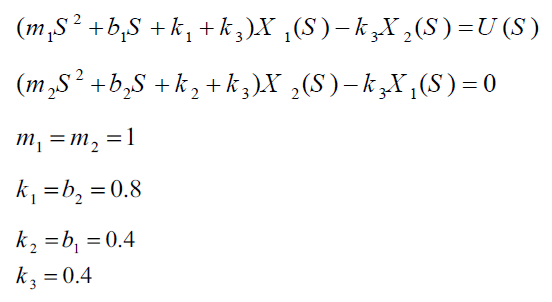 (m₁S² + b₁S + k₁ + k₃)X₁(S) − k₃X₂(S) = U(S)
(m₂S² + b₂S + k₂ + k₃)X₂(S) − k₃X₁(S) = 0
m₁ = m₂ = 1
k₁ = b₂ = 0.8
k₂ = b₁ = 0.4
k₃ = 0.4